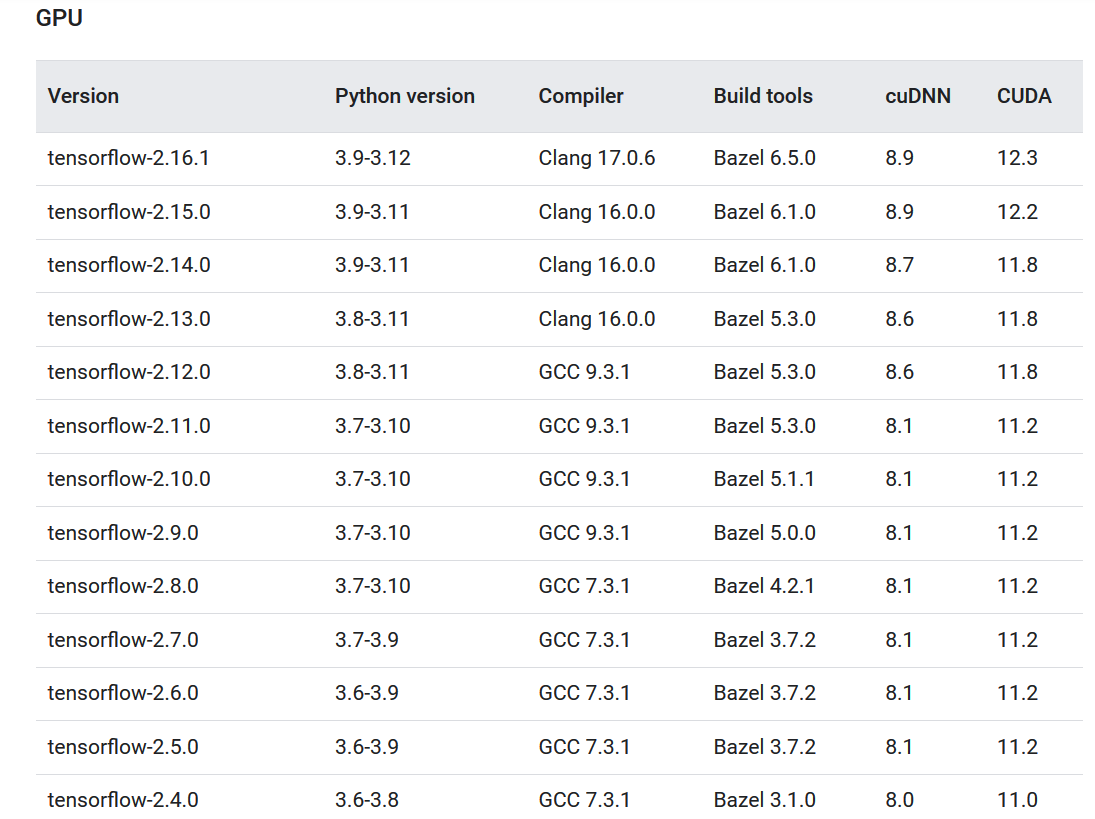 GPU
Version Python version Compiler Build tools cuDNN CUDA
tensorflow-2.16.1 3.9-3.12 Clang 17.0.6 Bazel 6.5.0 8.9 12.3
tensorflow-2.15.0 3.9-3.11 Clang 16.0.0 Bazel 6.1.0 8.9 12.2
tensorflow-2.14.0 3.9-3.11 Clang 16.0.0 Bazel 6.1.0 8.7 11.8
tensorflow-2.13.0 3.8-3.11 Clang 16.0.0 Bazel 5.3.0 8.6 11.8
tensorflow-2.12.0 3.8-3.11 GCC 9.3.1 Bazel 5.3.0 8.6 11.8
tensorflow-2.11.0 3.7-3.10 GCC 9.3.1 Bazel 5.3.0 8.1 11.2
tensorflow-2.10.0 3.7-3.10 GCC 9.3.1 Bazel 5.1.1 8.1 11.2
tensorflow-2.9.0 3.7-3.10 GCC 9.3.1 Bazel 5.0.0 8.1 11.2
tensorflow-2.8.0 3.7-3.10 GCC 7.3.1 Bazel 4.2.1 8.1 11.2
tensorflow-2.7.0 3.7-3.9 GCC 7.3.1 Bazel 3.7.2 8.1 11.2
tensorflow-2.6.0 3.6-3.9 GCC 7.3.1 Bazel 3.7.2 8.1 11.2
tensorflow-2.5.0 3.6-3.9 GCC 7.3.1 Bazel 3.7.2 8.1 11.2
tensorflow-2.4.0 3.6-3.8 GCC 7.3.1 Bazel 3.1.0 8.0 11.0